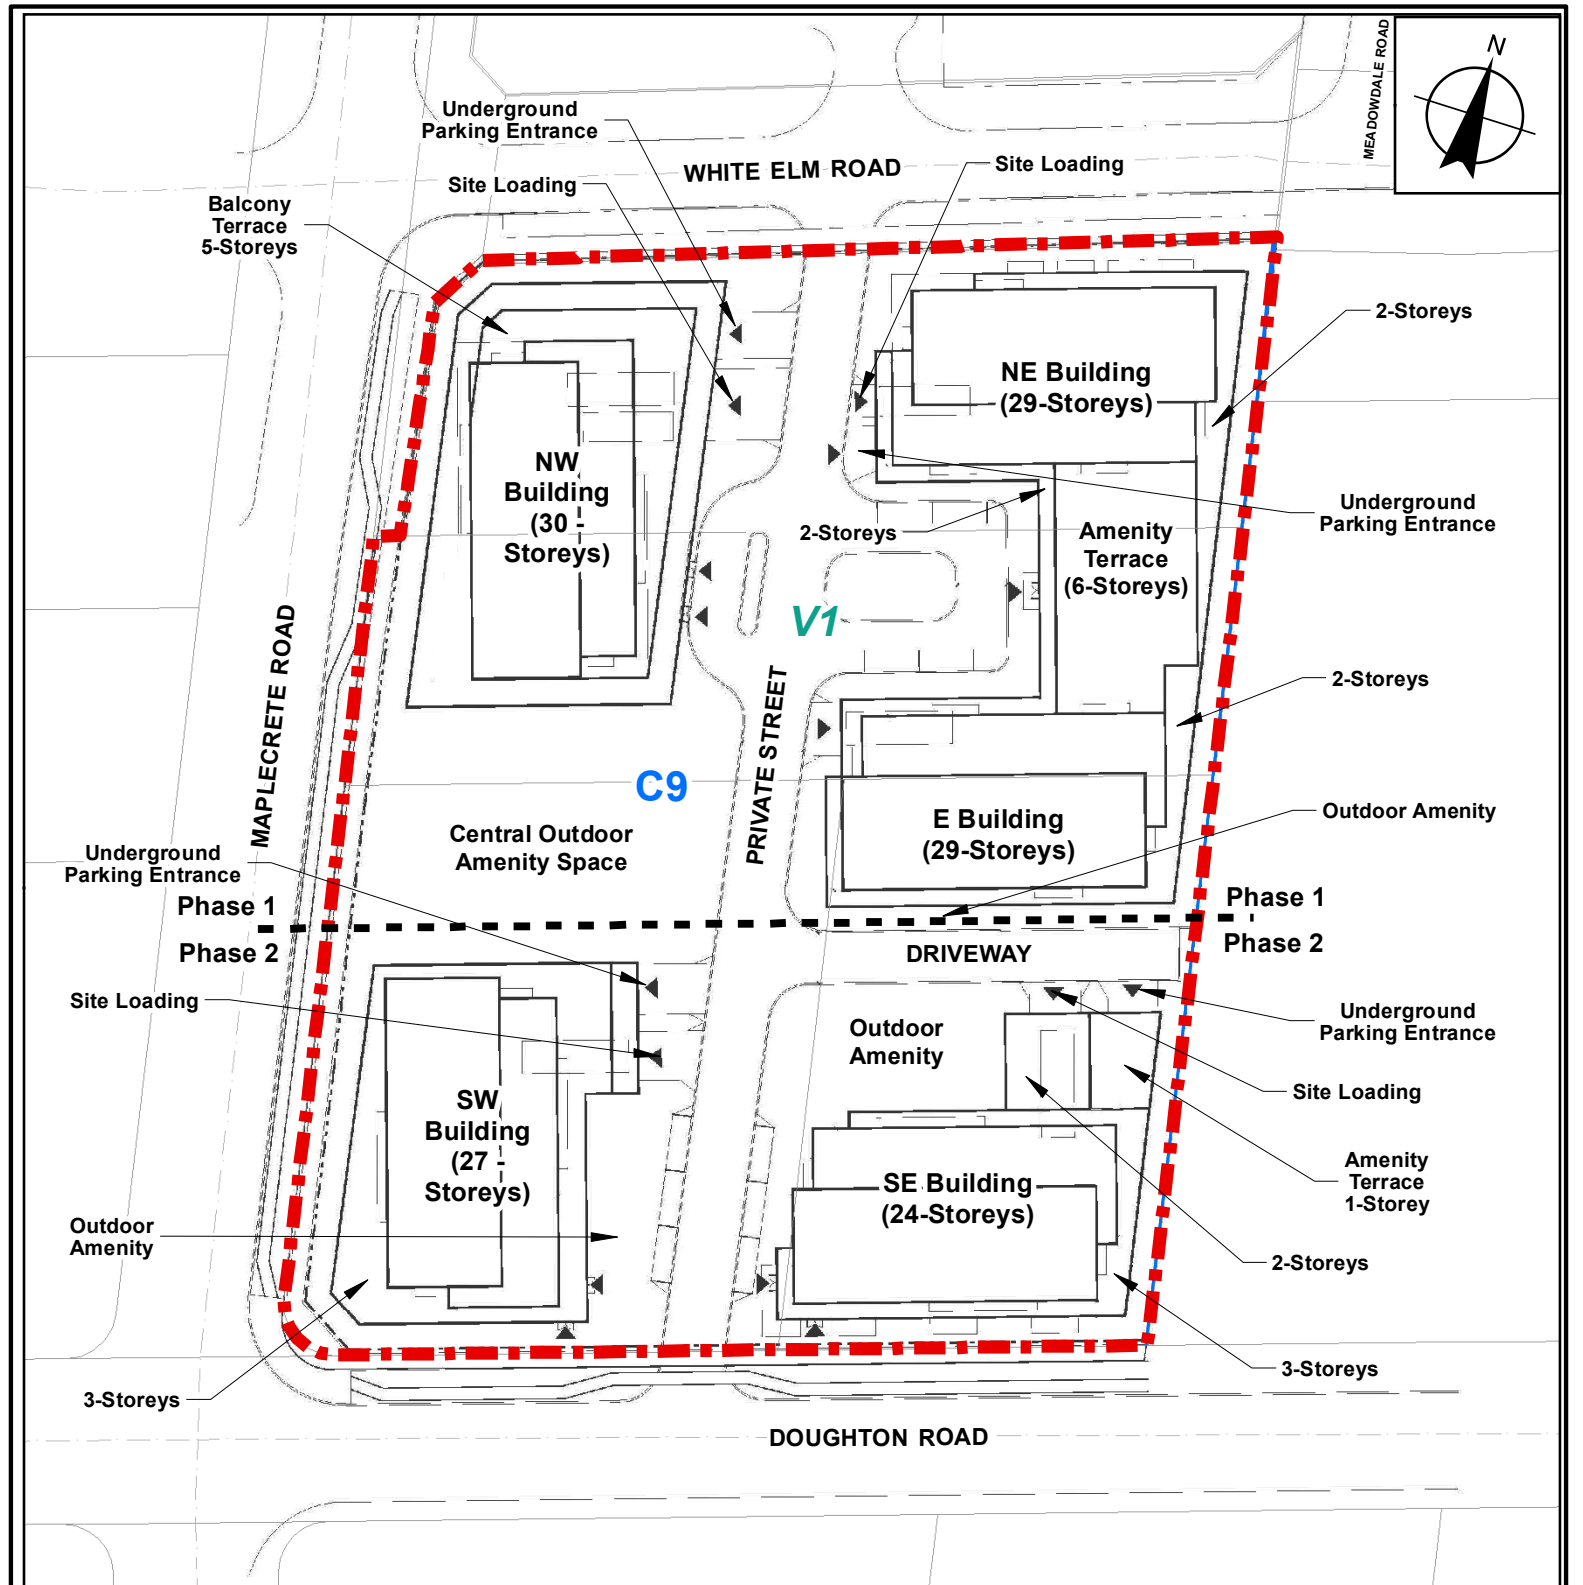 MEADOWDALE ROAD
N
Underground
Parking Entrance
WHITE ELM ROAD
Site Loading
Site Loading
Balcony
Terrace
5-Storeys
2-Storeys
NE Building
(29-Storeys)
NW
Building
(30 -
Storeys)
Underground
Parking Entrance
2-Storeys
Amenity
Terrace
(6-Storeys)
V1
MAPLECRETE ROAD
PRIVATE STREET
2-Storeys
C9
Outdoor Amenity
E Building
(29-Storeys)
Central Outdoor
Amenity Space
Underground
Parking Entrance
Phase 1
Phase 1
Phase 2
Phase 2
DRIVEWAY
Site Loading
Outdoor
Amenity
Underground
Parking Entrance
Site Loading
SW
Building
(27 -
Storeys)
Amenity
Terrace
1-Storey
SE Building
(24-Storeys)
Outdoor
Amenity
2-Storeys
3-Storeys
3-Storeys
DOUGHTON ROAD